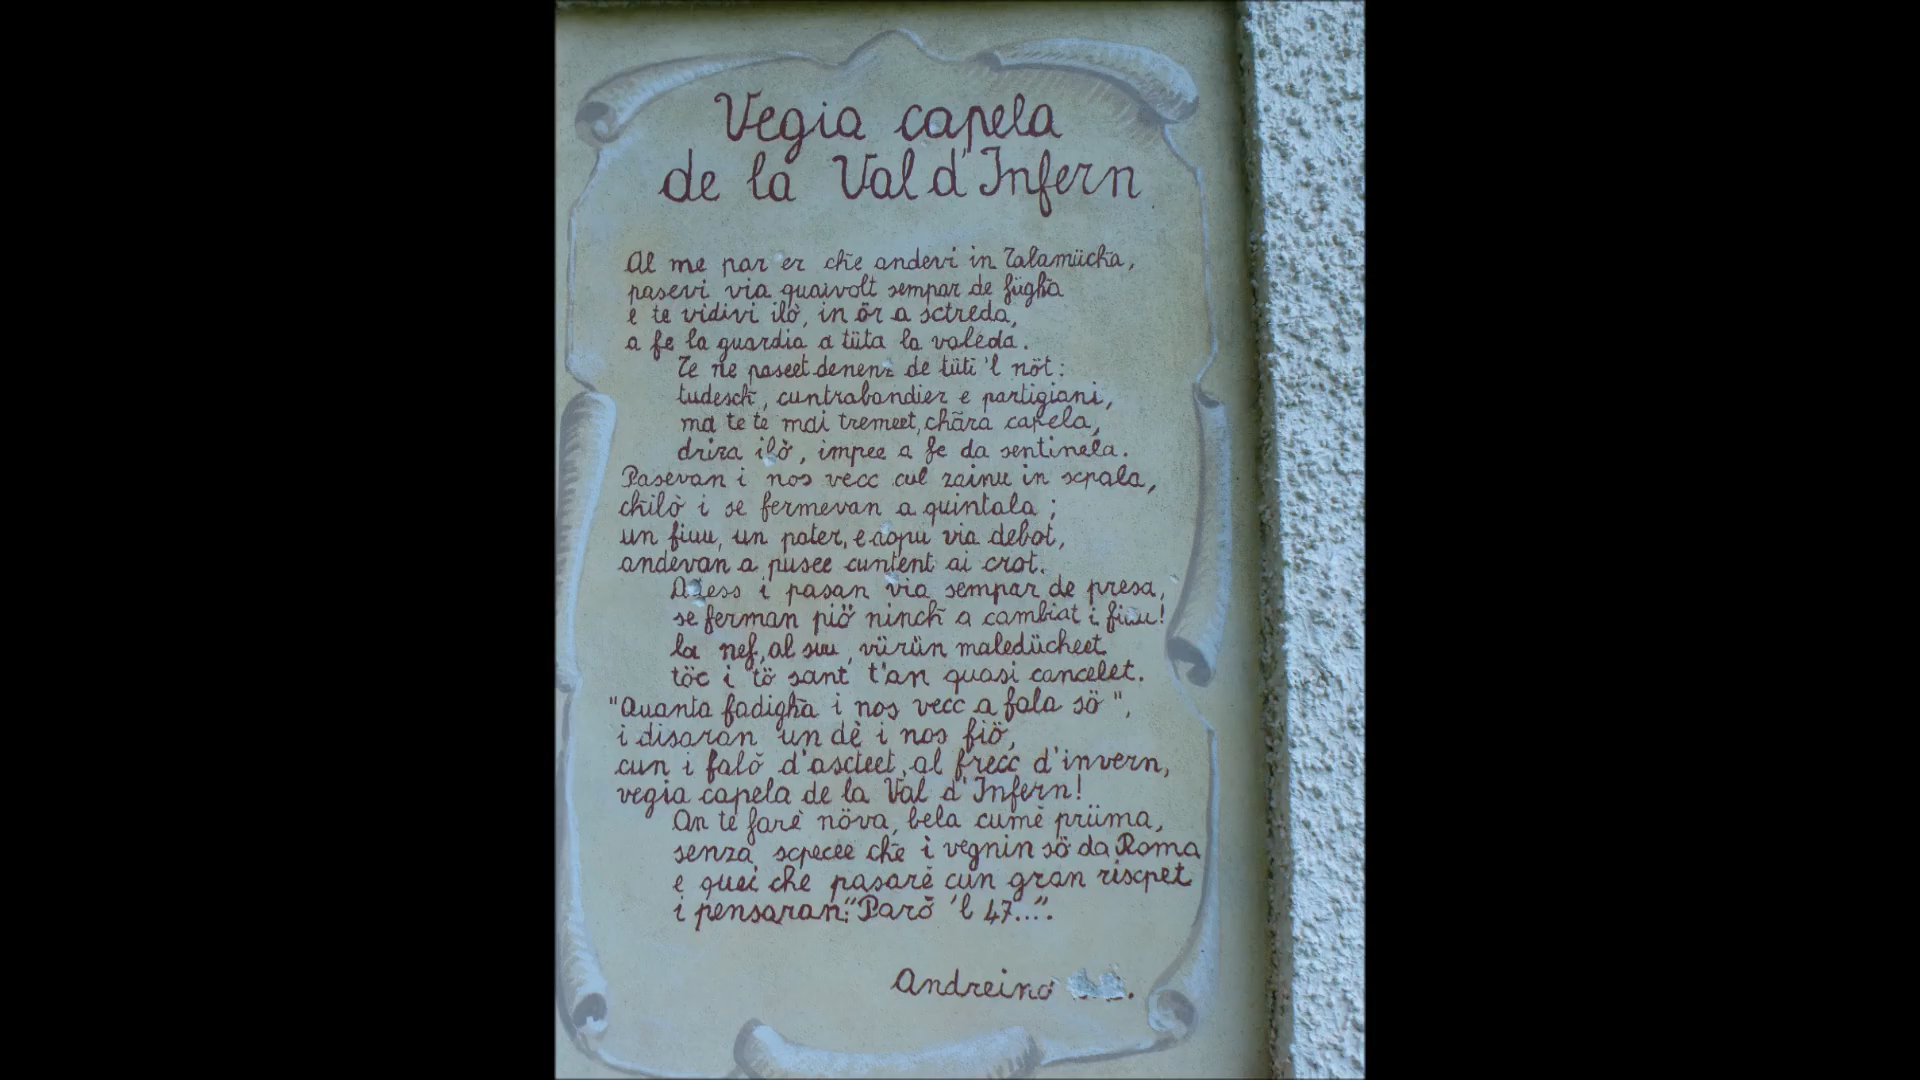 Vegia capela
de la Val d'Infern
Al me par er che andevi in Talamücha,
pasevi via quaivolt sempar de fügha
e te vidivi ilò, in ör a sctreda,
a fe la guardia a tüta la valeda.
Te ne paseet denenz de tüti 'l nöt:
tudesch, cuntrabandier e partigiani,
ma te te mai tremeet, chära capela,
driza ilò, impee a fe da sentinela.
Pasevan i nos vecc cul zainu in scpala,
chilò i se fermevan a quintala;
un fiuu, un pater, e dopu via debot,
andevan a pusee cuntent ai crot.
Adess i pasan via sempar de presa,
se ferman piö ninch a cambiat i fiuu!
la nef, al suu, vürün maledücheet
töc i tö sant t'an quasi cancelet.
"Quanta fadigha i nos vecc a fala sö",
i disaran un dè i nos fiö,
cun i falò d'ascteet, al frecc d'invern,
vegia capela de la Val d'Infern!
An te farè növa, bela cumè prüma,
senza scpecee che i vegnin sö da Roma
e quei che pasarè cun gran riscpet
i pensaran: "Parò 'l 47...".
Andreino